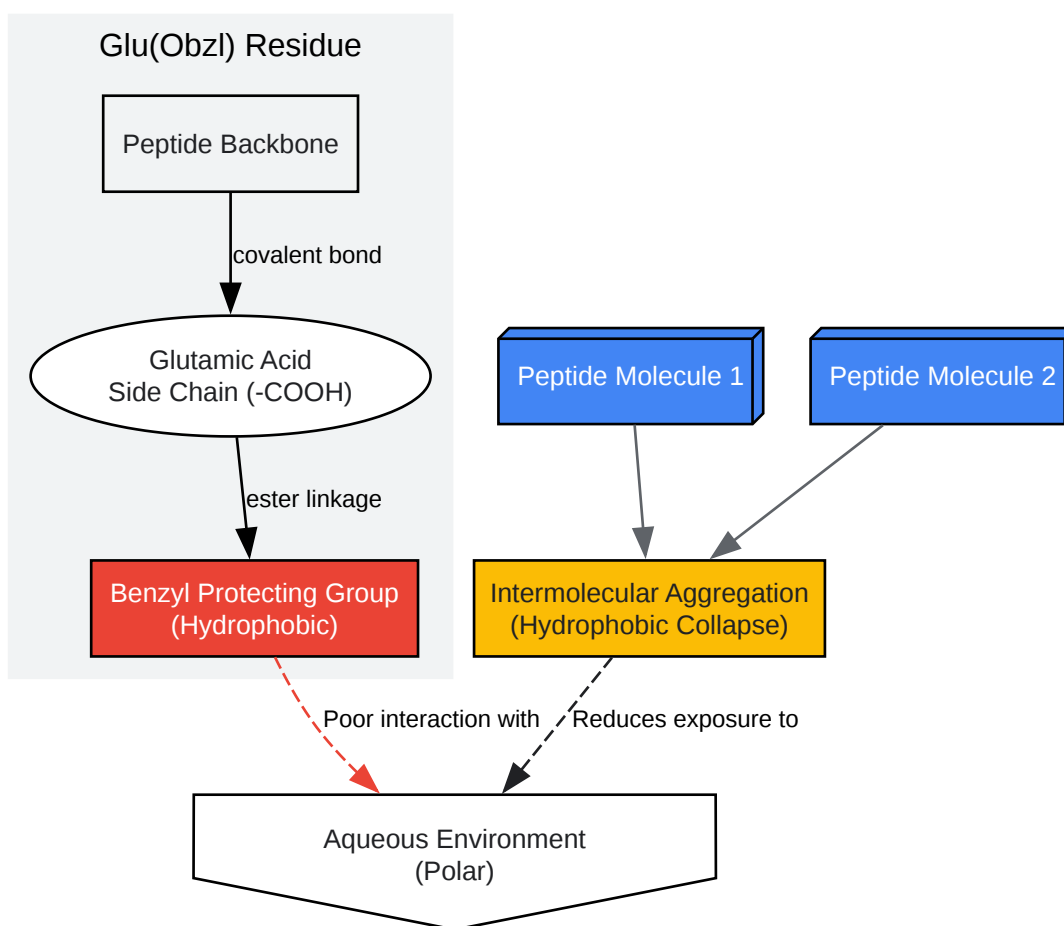 Glu(Obzl) Residue
Peptide Backbone
covalent bond
Glutamic Acid
Side Chain (-COOH)
Peptide Molecule 1
Peptide Molecule 2
ester linkage
Benzyl Protecting Group
(Hydrophobic)
Intermolecular Aggregation
(Hydrophobic Collapse)
Poor interaction with
Reduces exposure to
Aqueous Environment
(Polar)